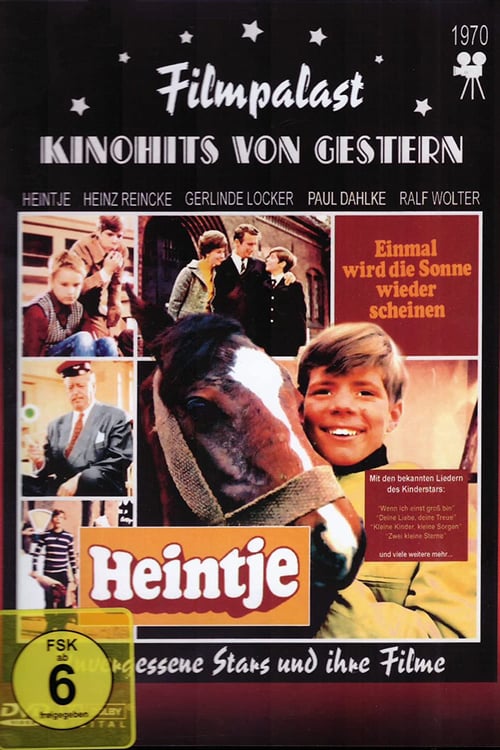 1970
Filmpalast
KINOHITS VON GESTERN
HEINTJE HEINZ REINCKE GERLINDE LOCKER PAUL DAHLKE RALF WOLTER
Einmal
wird die Sonne
wieder
scheinen
Mit den bekannten Liedern
des Kinderstars:
"Wenn ich einst groß bin"
"Deine Liebe, deine Treue"
"Kleine Kinder, kleine Sorgen"
"Zwei kleine Sterne"
und viele weitere mehr...
Heintje
Unvergessene Stars und ihre Filme
FSK
ab
6
freigegeben
DIGITAL